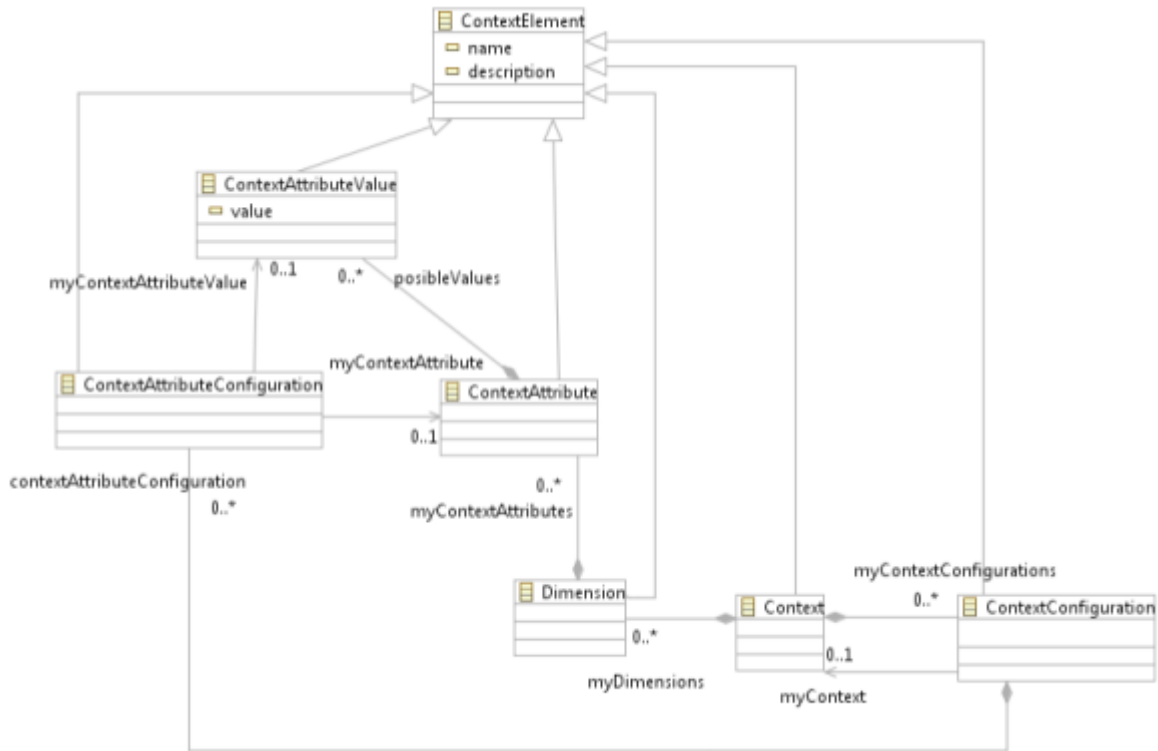 ContextElement
name
description
ContextAttributeValue
value
0..1
0..*
posibleValues
myContextAttributeValue
myContextAttribute
ContextAttributeConfiguration
ContextAttribute
0..1
contextAttributeConfiguration
0..*
0..*
myContextAttributes
myContextConfigurations
Dimension
Context
0..*
ContextConfiguration
0..*
0..1
myDimensions
myContext